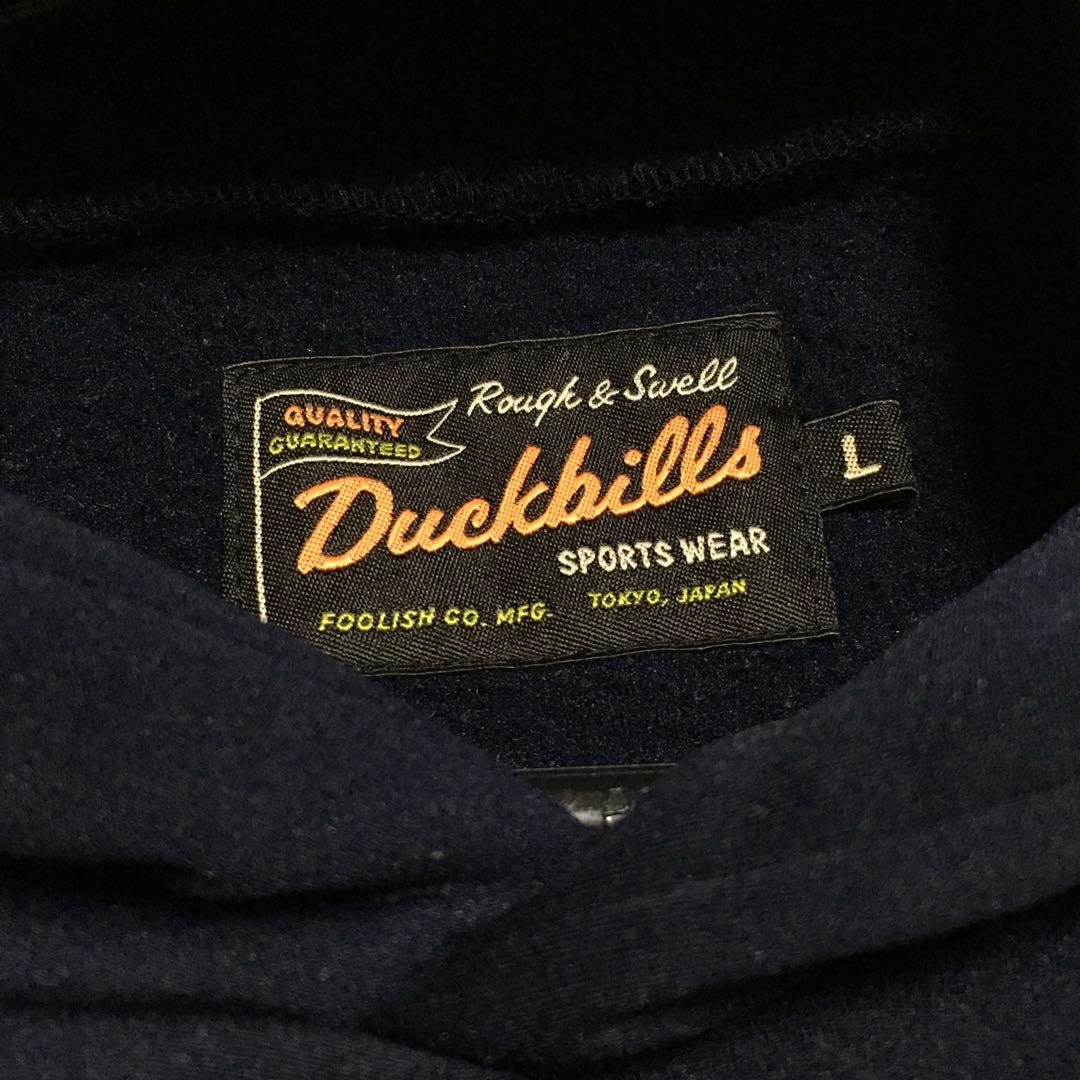 Rough & Swell
QUALITY
GUARANTEED
Duckbills
L
SPORTS WEAR
FOOLISH CO. MFG.
TOKYO, JAPAN